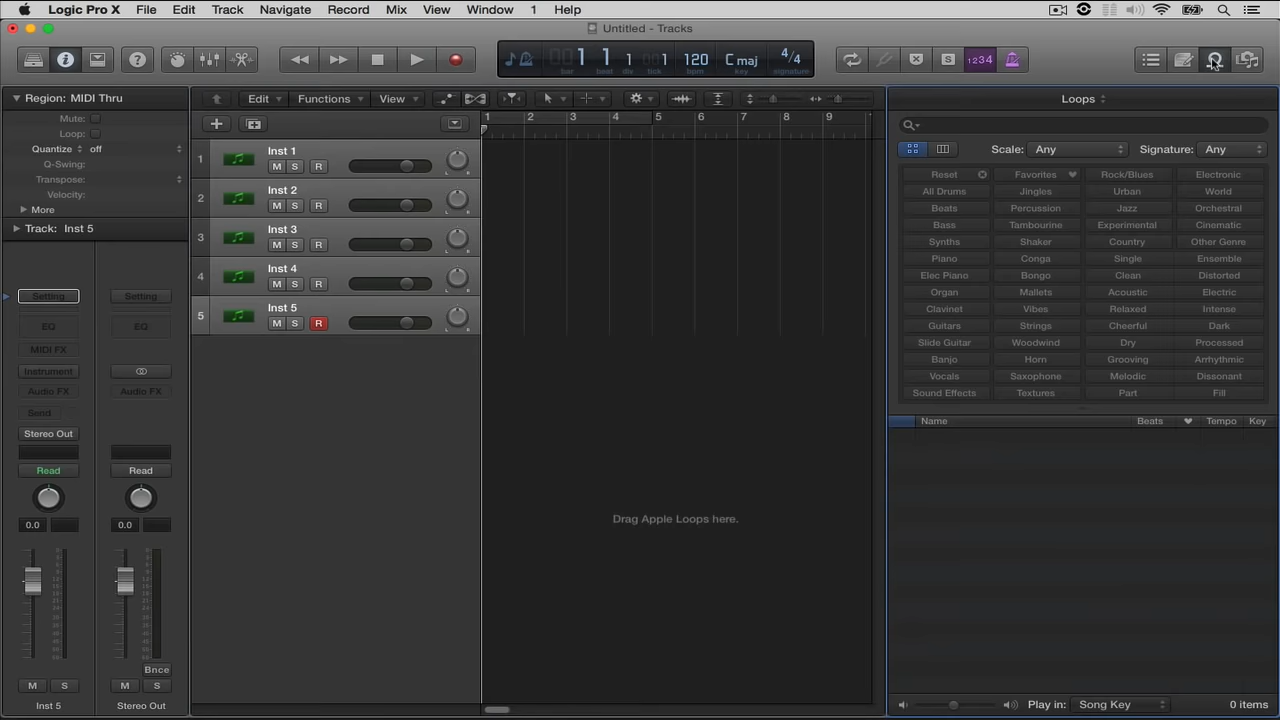 Logic Pro X File Edit Track Navigate Record Mix View Window 1 Help
Untitled - Tracks
1 1 1 1 120 C maj 4/4
bar beat div tick bpm key signature
1234
Region: MIDI Thru
Mute:
Loop:
Quantize off
Q-Swing:
Transpose:
Velocity:
More
Track: Inst 5
Setting Setting
EQ EQ
MIDI FX
Instrument
Audio FX Audio FX
Send
Stereo Out
Read Read
0.0 0.0
Bnce
M S M S
Inst 5 Stereo Out
Edit Functions View
1 2 3 4 5 6 7 8 9
1 Inst 1
M S R L R
2 Inst 2
M S R L R
3 Inst 3
M S R L R
4 Inst 4
M S R L R
5 Inst 5
M S R L R
Drag Apple Loops here.
Loops
Scale: Any Signature: Any
Reset Favorites Rock/Blues Electronic
All Drums Jingles Urban World
Beats Percussion Jazz Orchestral
Bass Tambourine Experimental Cinematic
Synths Shaker Country Other Genre
Piano Conga Single Ensemble
Elec Piano Bongo Clean Distorted
Organ Mallets Acoustic Electric
Clavinet Vibes Relaxed Intense
Guitars Strings Cheerful Dark
Slide Guitar Woodwind Dry Processed
Banjo Horn Grooving Arrhythmic
Vocals Saxophone Melodic Dissonant
Sound Effects Textures Part Fill
Name Beats Tempo Key
Play in: Song Key 0 items